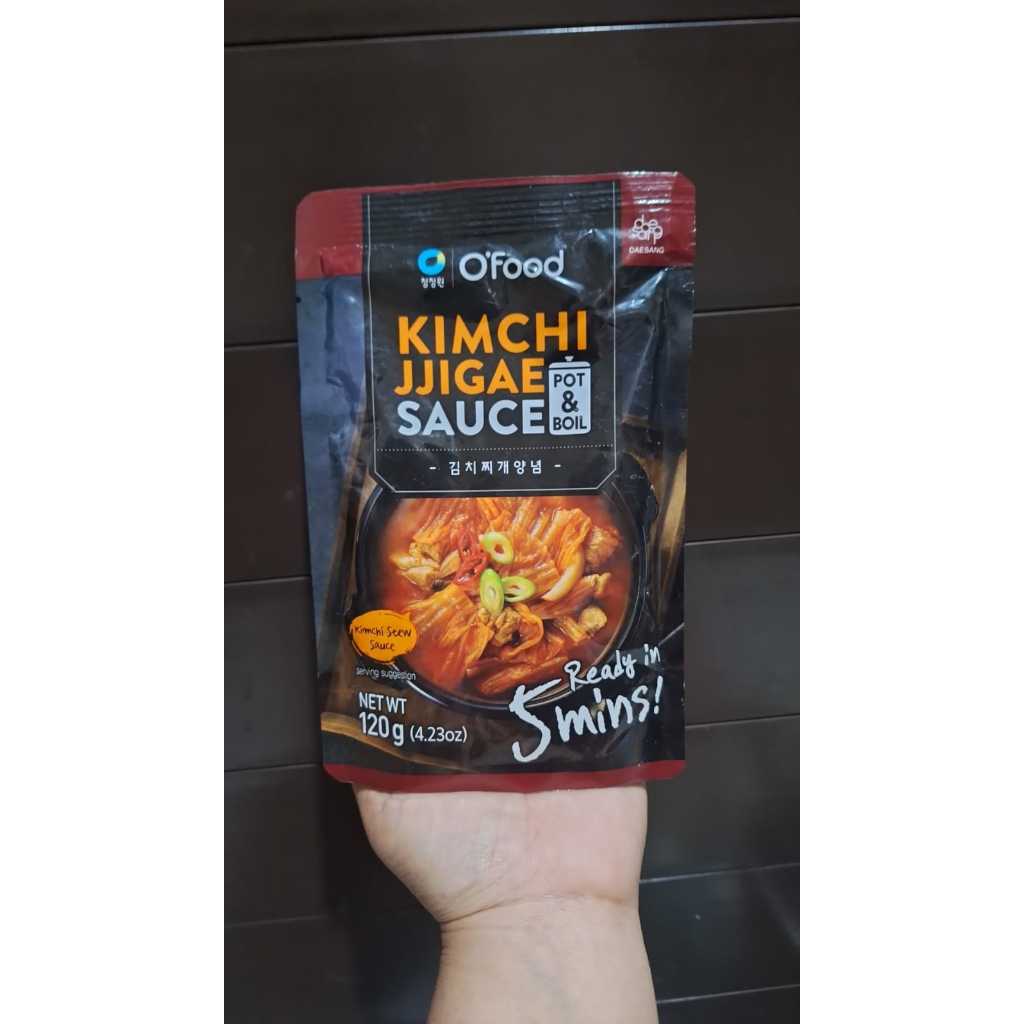 청정원
O'Food
DAESANG
KIMCHI
JJIGAE
SAUCE
POT
&
BOIL
- 김치찌개양념 -
Kimchi Stew
Sauce
serving suggestion
NET WT
120g (4.23oz)
Ready in
5 mins!